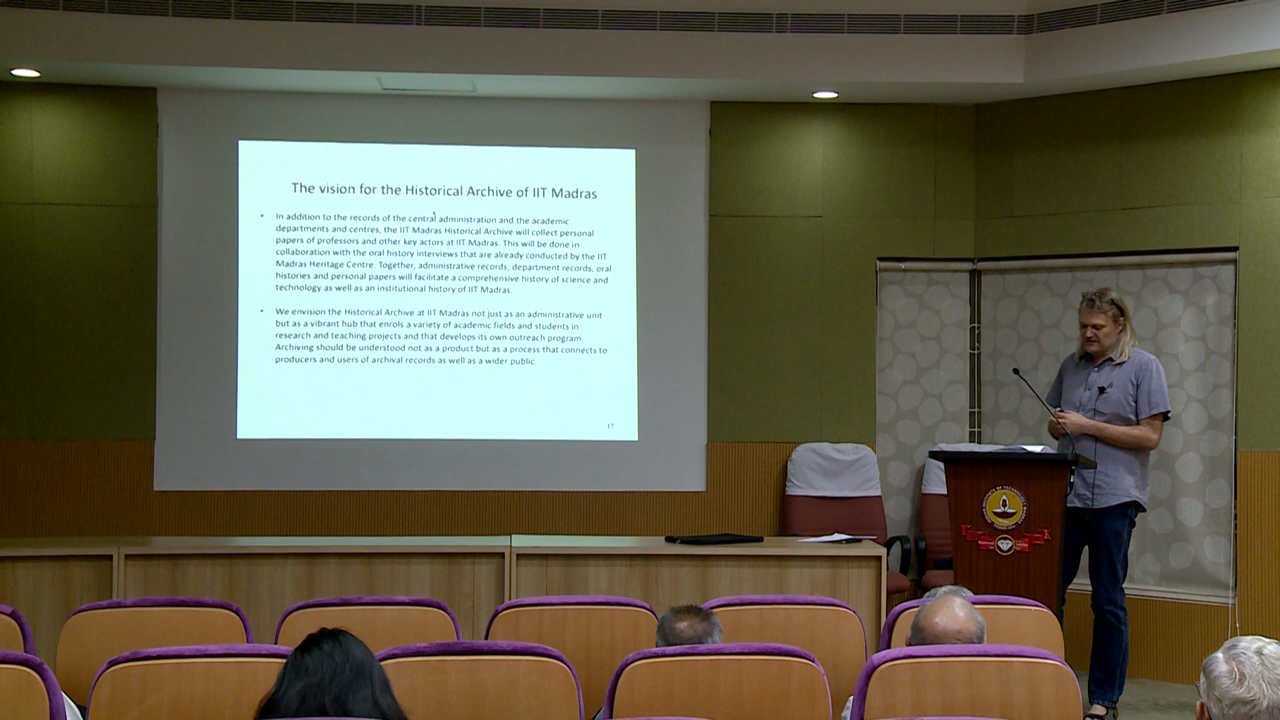 The vision for the Historical Archive of IIT Madras
• In addition to the records of the central administration and the academic
departments and centres, the IIT Madras Historical Archive will collect personal
papers of professors and other key actors at IIT Madras. This will be done in
collaboration with the oral history interviews that are already conducted by the IIT
Madras Heritage Centre. Together, administrative records, department records, oral
histories and personal papers will facilitate a comprehensive history of science and
technology as well as an institutional history of IIT Madras.
• We envision the Historical Archive at IIT Madras not just as an administrative unit
but as a vibrant hub that enrols a variety of academic fields and students in
research and teaching projects and that develops its own outreach program.
Archiving should be understood not as a product but as a process that connects to
producers and users of archival records as well as a wider public.
17